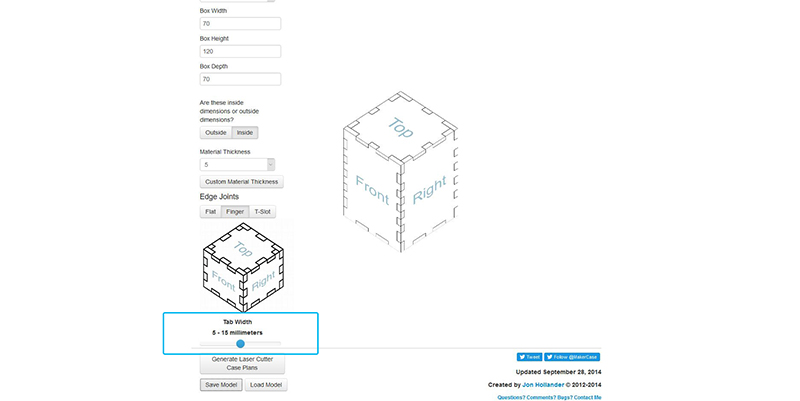 Box Width
70
Box Height
120
Box Depth
70
Are these inside
dimensions or outside
dimensions?
Outside Inside
Material Thickness
5
Custom Material Thickness
Edge Joints
Flat Finger T-Slot
Top
Front Right
Top
Front Right
Tab Width
5 - 15 millimeters
Generate Laser Cutter
Case Plans
Save Model Load Model
Tweet Follow @MakerCase
Updated September 28, 2014
Created by Jon Hollander © 2012-2014
Questions? Comments? Bugs? Contact Me